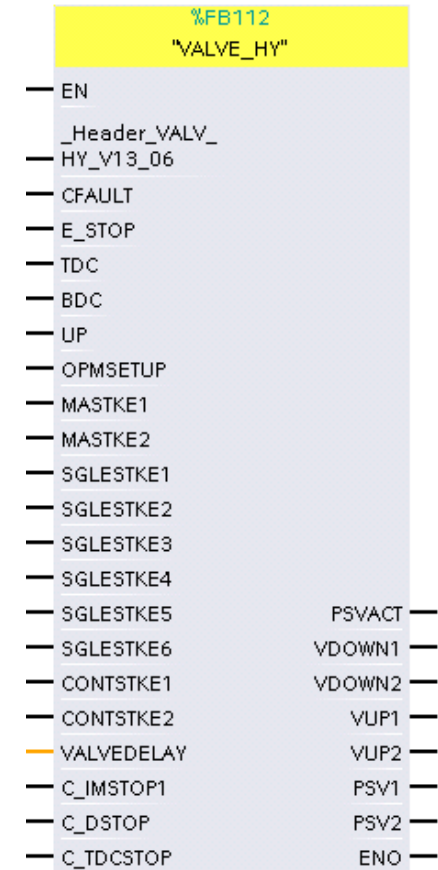 %FB112
"VALVE_HY"
EN
_Header_VALV_
HY_V13_06
CFAULT
E_STOP
TDC
BDC
UP
OPMSETUP
MASTKE1
MASTKE2
SGLESTKE1
SGLESTKE2
SGLESTKE3
SGLESTKE4
SGLESTKE5 PSVACT
SGLESTKE6 VDOWN1
CONTSTKE1 VDOWN2
CONTSTKE2 VUP1
VALVEDELAY VUP2
C_IMSTOP1 PSV1
C_DSTOP PSV2
C_TDCSTOP ENO